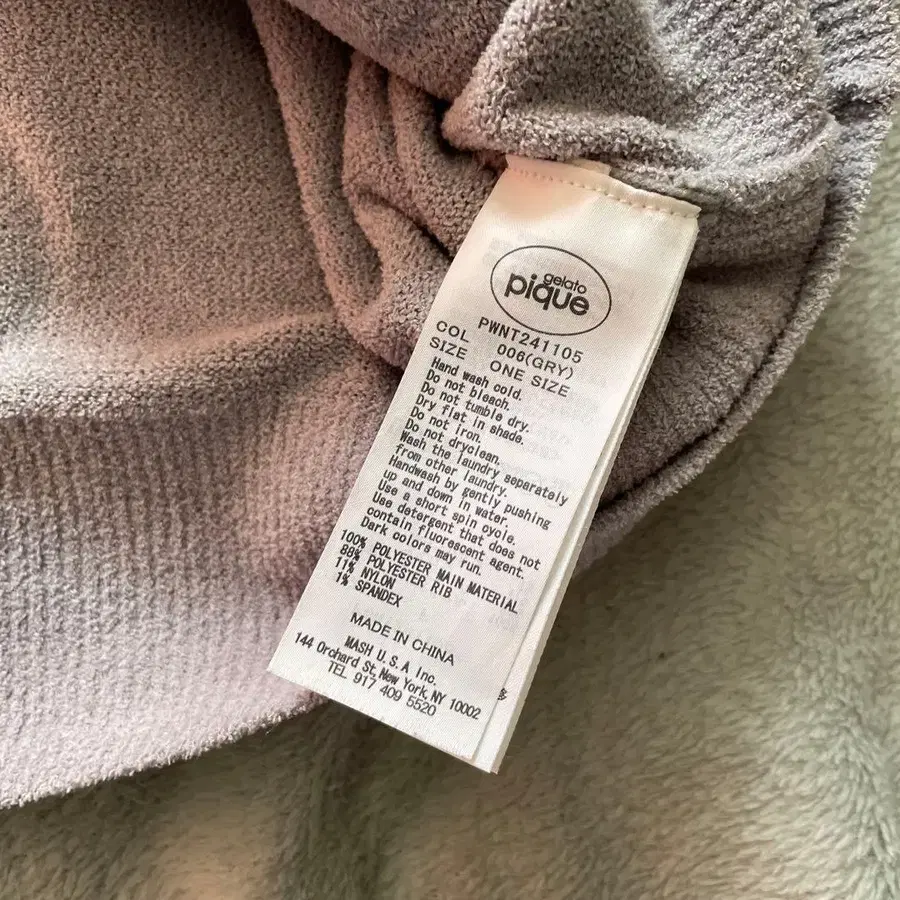 gelato
pique
PWNT241105
COL 006(GRY)
SIZE ONE SIZE
Hand wash cold.
Do not bleach.
Do not tumble dry.
Dry flat in shade.
Do not iron.
Do not dryclean.
Wash the laundry separately
from other laundry.
Handwash by gently pushing
up and down in water.
Use a short spin cycle.
Use detergent that does not
contain fluorescent agent.
Dark colors may run.
100% POLYESTER MAIN MATERIAL
88% POLYESTER RIB
11% NYLON
1% SPANDEX
MADE IN CHINA
MASH U.S.A Inc.
144 Orchard St, New York, NY 10002
TEL 917 409 5520